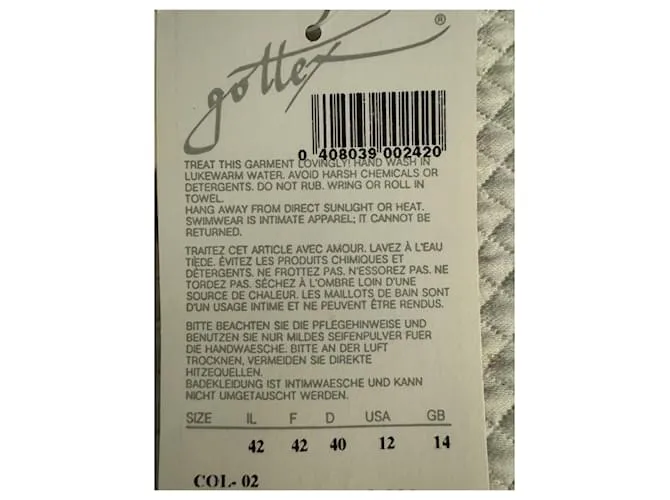 gottex ®
0 408039 002420
TREAT THIS GARMENT LOVINGLY! HAND WASH IN
LUKEWARM WATER. AVOID HARSH CHEMICALS OR
DETERGENTS. DO NOT RUB. WRING OR ROLL IN
TOWEL.
HANG AWAY FROM DIRECT SUNLIGHT OR HEAT.
SWIMWEAR IS INTIMATE APPAREL; IT CANNOT BE
RETURNED.
TRAITEZ CET ARTICLE AVEC AMOUR. LAVEZ À L'EAU
TIÈDE. ÉVITEZ LES PRODUITS CHIMIQUES ET
DÉTERGENTS. NE FROTTEZ PAS. N'ESSOREZ PAS. NE
TORDEZ PAS. SÉCHEZ À L'OMBRE LOIN D'UNE
SOURCE DE CHALEUR. LES MAILLOTS DE BAIN SONT
D'UN USAGE INTIME ET NE PEUVENT ÊTRE RENDUS.
BITTE BEACHTEN SIE DIE PFLEGEHINWEISE UND
BENUTZEN SIE NUR MILDES SEIFENPULVER FUER
DIE HANDWAESCHE. BITTE AN DER LUFT
TROCKNEN, VERMEIDEN SIE DIREKTE
HITZEQUELLEN.
BADEKLEIDUNG IST INTIMWAESCHE UND KANN
NICHT UMGETAUSCHT WERDEN.
SIZE IL F D USA GB
42 42 40 12 14
COL- 02